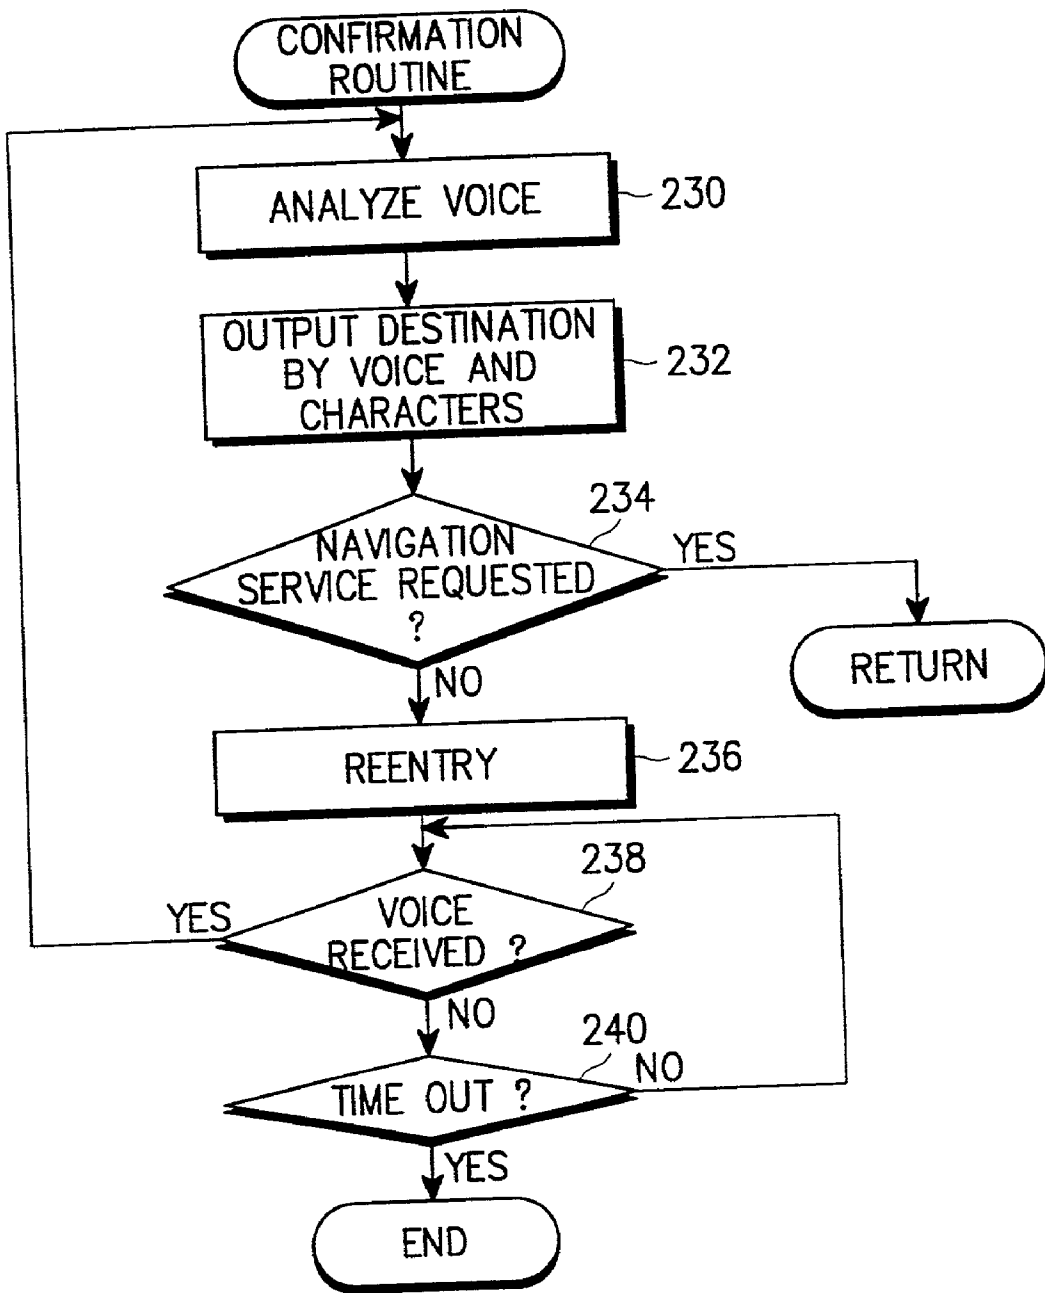 CONFIRMATION
ROUTINE
ANALYZE VOICE
230
OUTPUT DESTINATION
BY VOICE AND
CHARACTERS
232
234
NAVIGATION
SERVICE REQUESTED
?
YES
RETURN
NO
REENTRY
236
238
VOICE
RECEIVED ?
YES
NO
240
TIME OUT ?
NO
YES
END